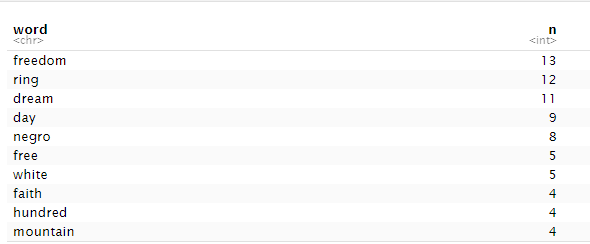 word n
<chr> <int>
freedom 13
ring 12
dream 11
day 9
negro 8
free 5
white 5
faith 4
hundred 4
mountain 4